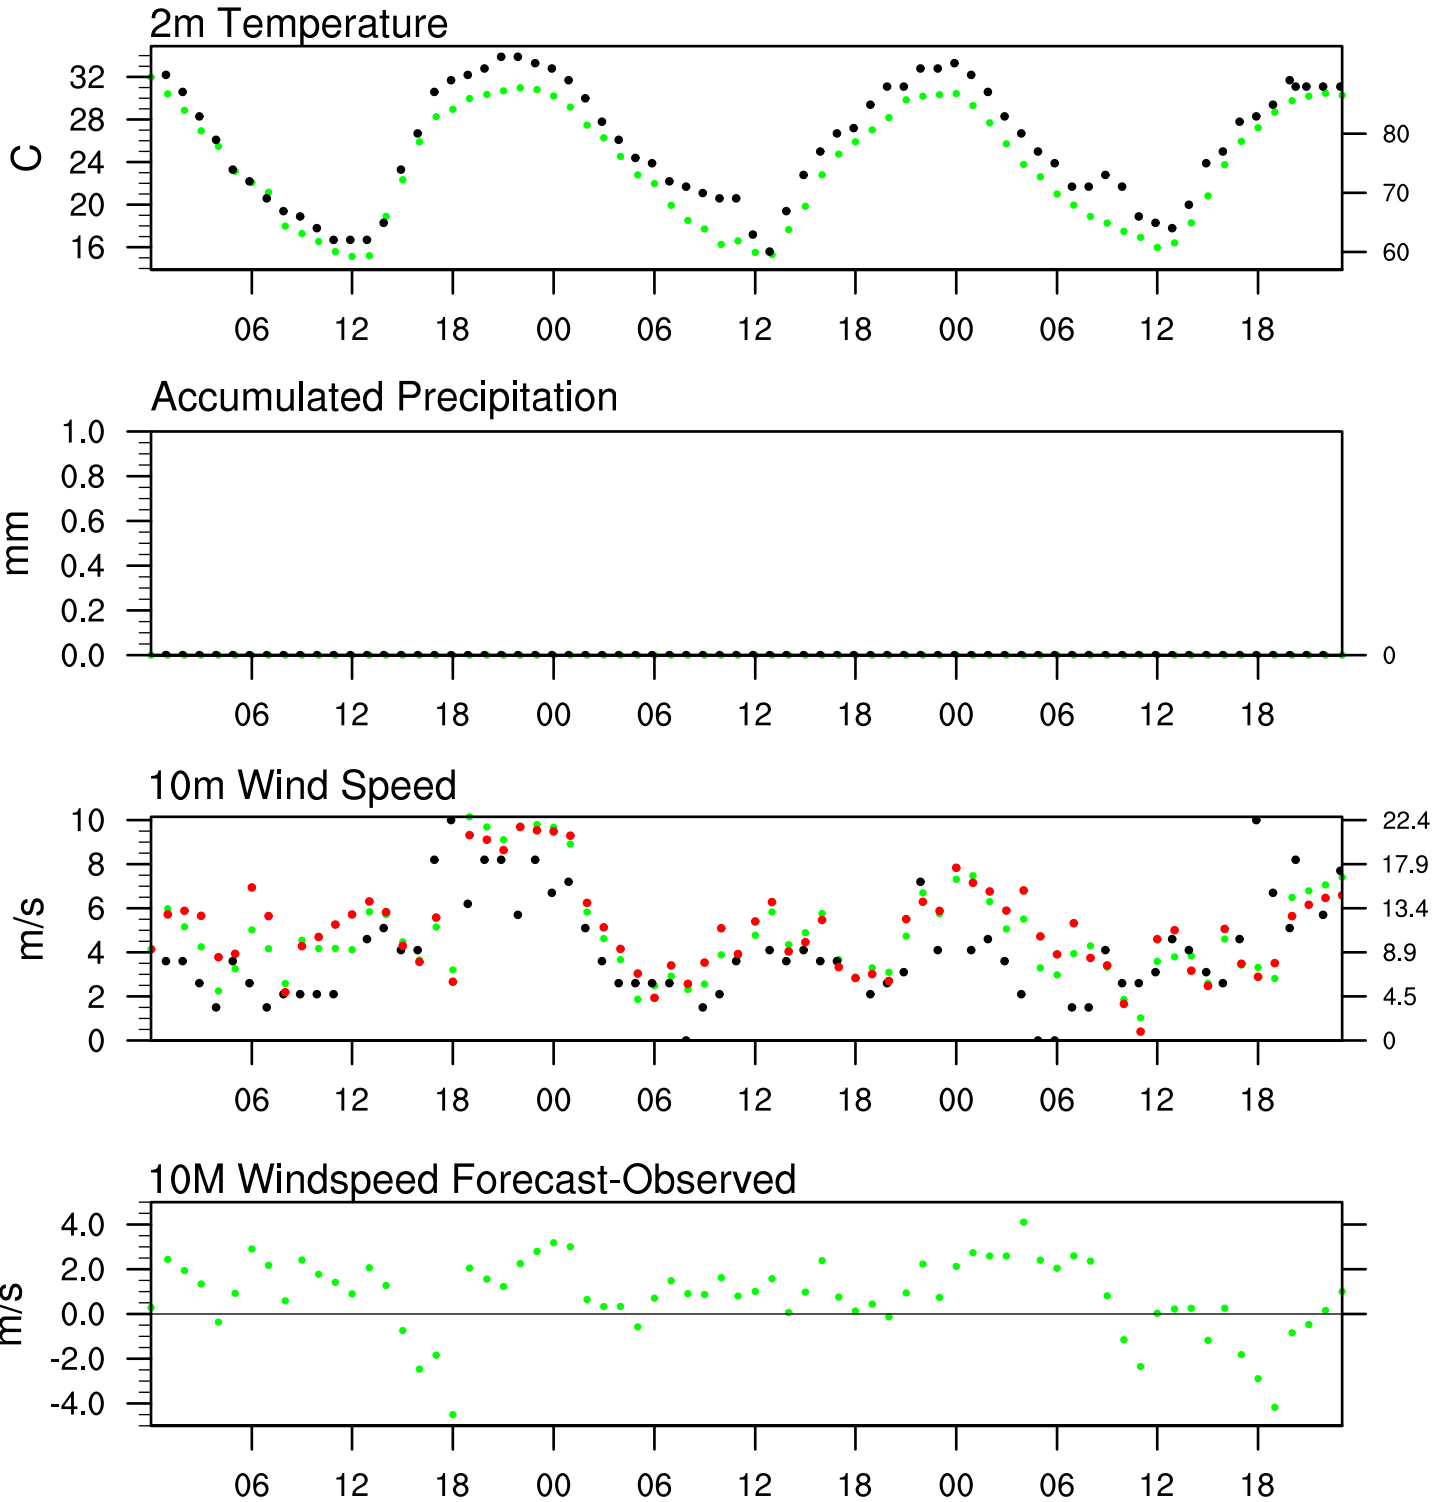 2m Temperature
C
32
28
24
20
16
80
70
60
06 12 18 00 06 12 18 00 06 12 18
Accumulated Precipitation
mm
1.0
0.8
0.6
0.4
0.2
0.0
0
06 12 18 00 06 12 18 00 06 12 18
10m Wind Speed
m/s
10
8
6
4
2
0
22.4
17.9
13.4
8.9
4.5
0
06 12 18 00 06 12 18 00 06 12 18
10M Windspeed Forecast-Observed
m/s
4.0
2.0
0.0
-2.0
-4.0
06 12 18 00 06 12 18 00 06 12 18